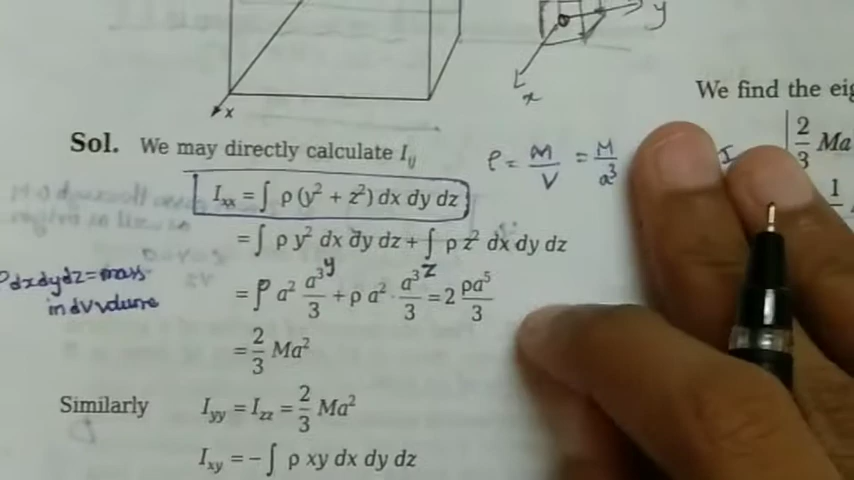 y
x
x
We find the eig
Sol. We may directly calculate I_ij
ρ = M/V = M/a³
2/3 Ma
I_xx = ∫ ρ (y² + z²) dx dy dz
= ∫ ρ y² dx dy dz + ∫ ρ z² dx dy dz
ρdxdydz = mass in dV volume
= ρ a² a³/3 y + ρ a² · a³/3 z = 2 ρa⁵/3
= 2/3 Ma²
Similarly I_yy = I_zz = 2/3 Ma²
I_xy = - ∫ ρ xy dx dy dz